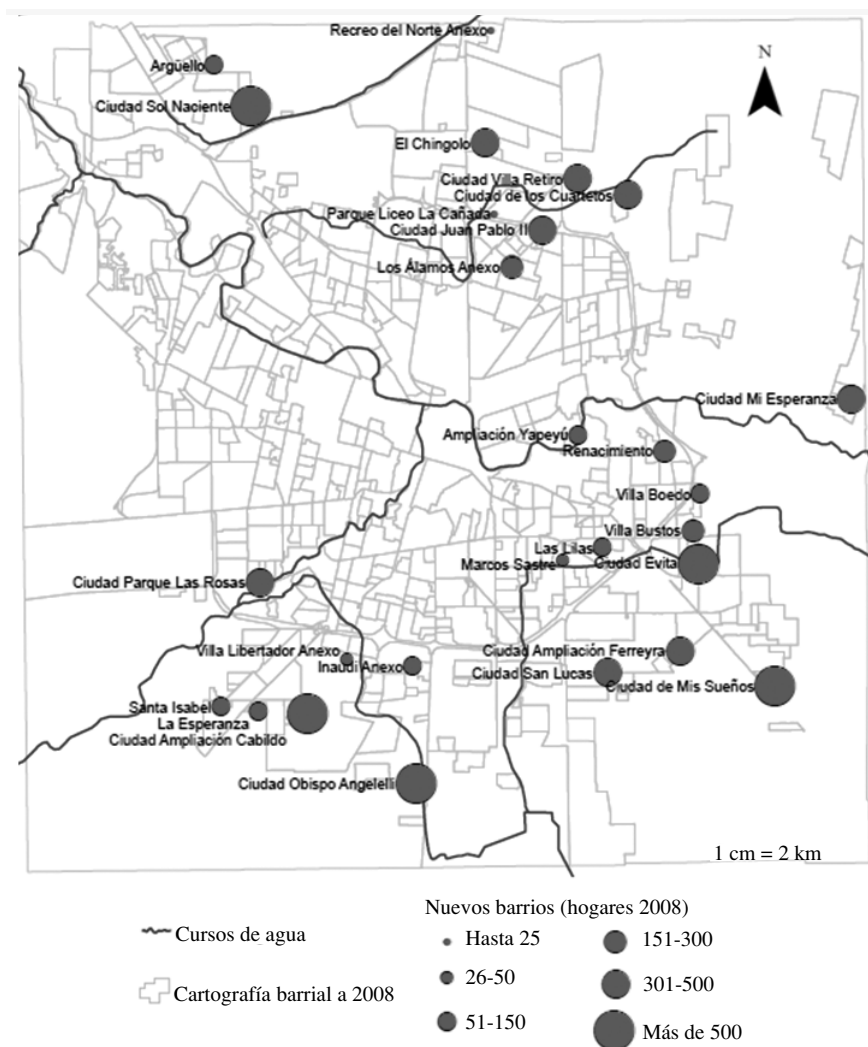 Recreo del Norte Anexo
N
Argüello
Ciudad Sol Naciente
El Chingolo
Ciudad Villa Retiro
Ciudad de los Cuartetos
Parque Liceo La Cañada
Ciudad Juan Pablo II
Los Álamos Anexo
Ciudad Mi Esperanza
Ampliación Yapeyú
Renacimiento
Villa Boedo
Villa Bustos
Las Lilas
Marcos Sastre
Ciudad Evita
Ciudad Parque Las Rosas
Villa Libertador Anexo
Inaudi Anexo
Ciudad Ampliación Ferreyra
Ciudad San Lucas
Ciudad de Mis Sueños
Santa Isabel
La Esperanza
Ciudad Ampliación Cabildo
Ciudad Obispo Angelelli
1 cm = 2 km
Nuevos barrios (hogares 2008)
Cursos de agua
Cartografía barrial a 2008
Hasta 25
26-50
51-150
151-300
301-500
Más de 500